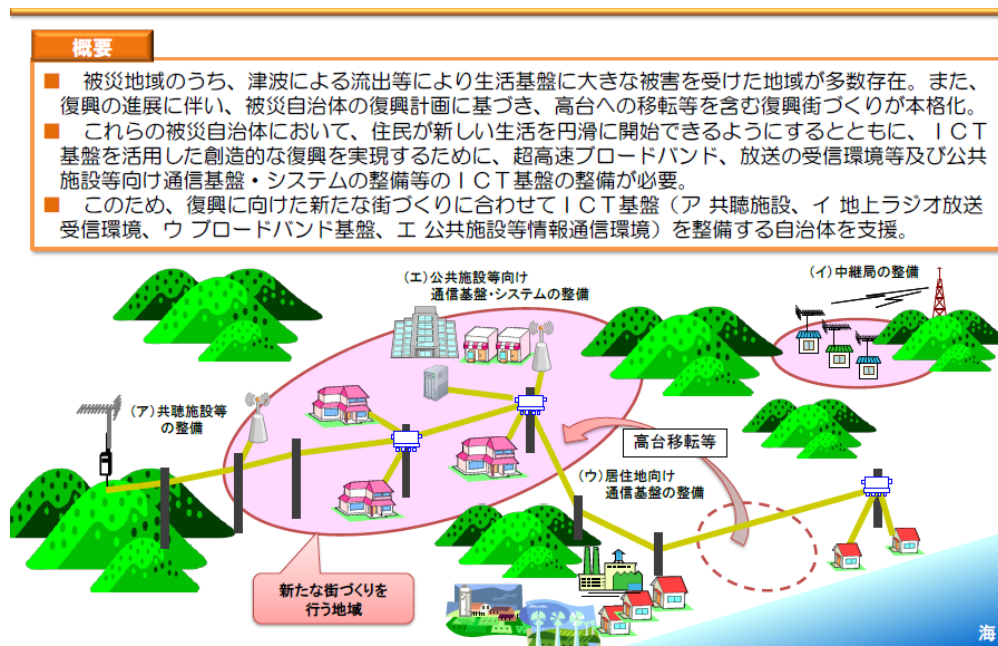 概要
■ 被災地域のうち、津波による流出等により生活基盤に大きな被害を受けた地域が多数存在。また、
復興の進展に伴い、被災自治体の復興計画に基づき、高台への移転等を含む復興街づくりが本格化。
■ これらの被災自治体において、住民が新しい生活を円滑に開始できるようにするとともに、ＩＣＴ
基盤を活用した創造的な復興を実現するために、超高速ブロードバンド、放送の受信環境等及び公共
施設等向け通信基盤・システムの整備等のＩＣＴ基盤の整備が必要。
■ このため、復興に向けた新たな街づくりに合わせてＩＣＴ基盤（ア 共聴施設、イ 地上ラジオ放送
受信環境、ウ ブロードバンド基盤、エ 公共施設等情報通信環境）を整備する自治体を支援。
（エ）公共施設等向け
通信基盤・システムの整備
（イ）中継局の整備
（ア）共聴施設等
の整備
高台移転等
（ウ）居住地向け
通信基盤の整備
新たな街づくりを
行う地域
海